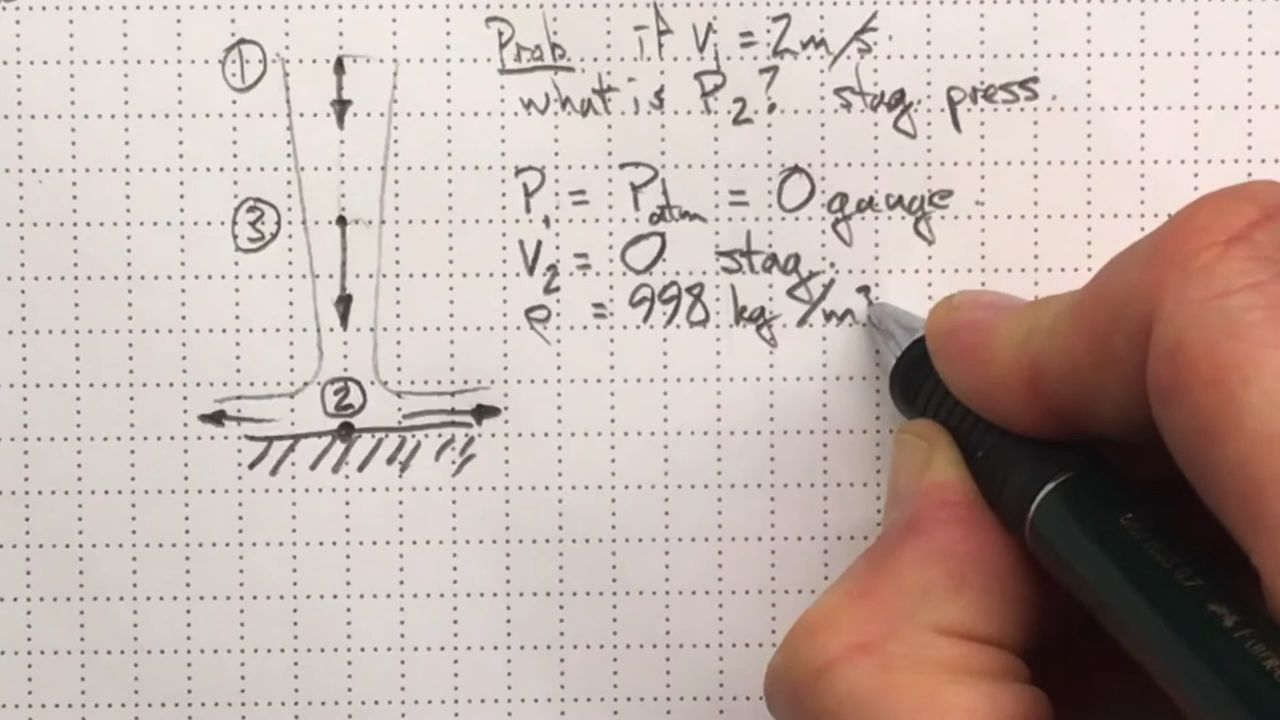 ①
Prob. if V₁ = 2m/s.
what is P₂? stag. press.
P₁ = Patm = 0 gauge
③
V₂ = 0 stag.
ρ = 998 kg/m³
②